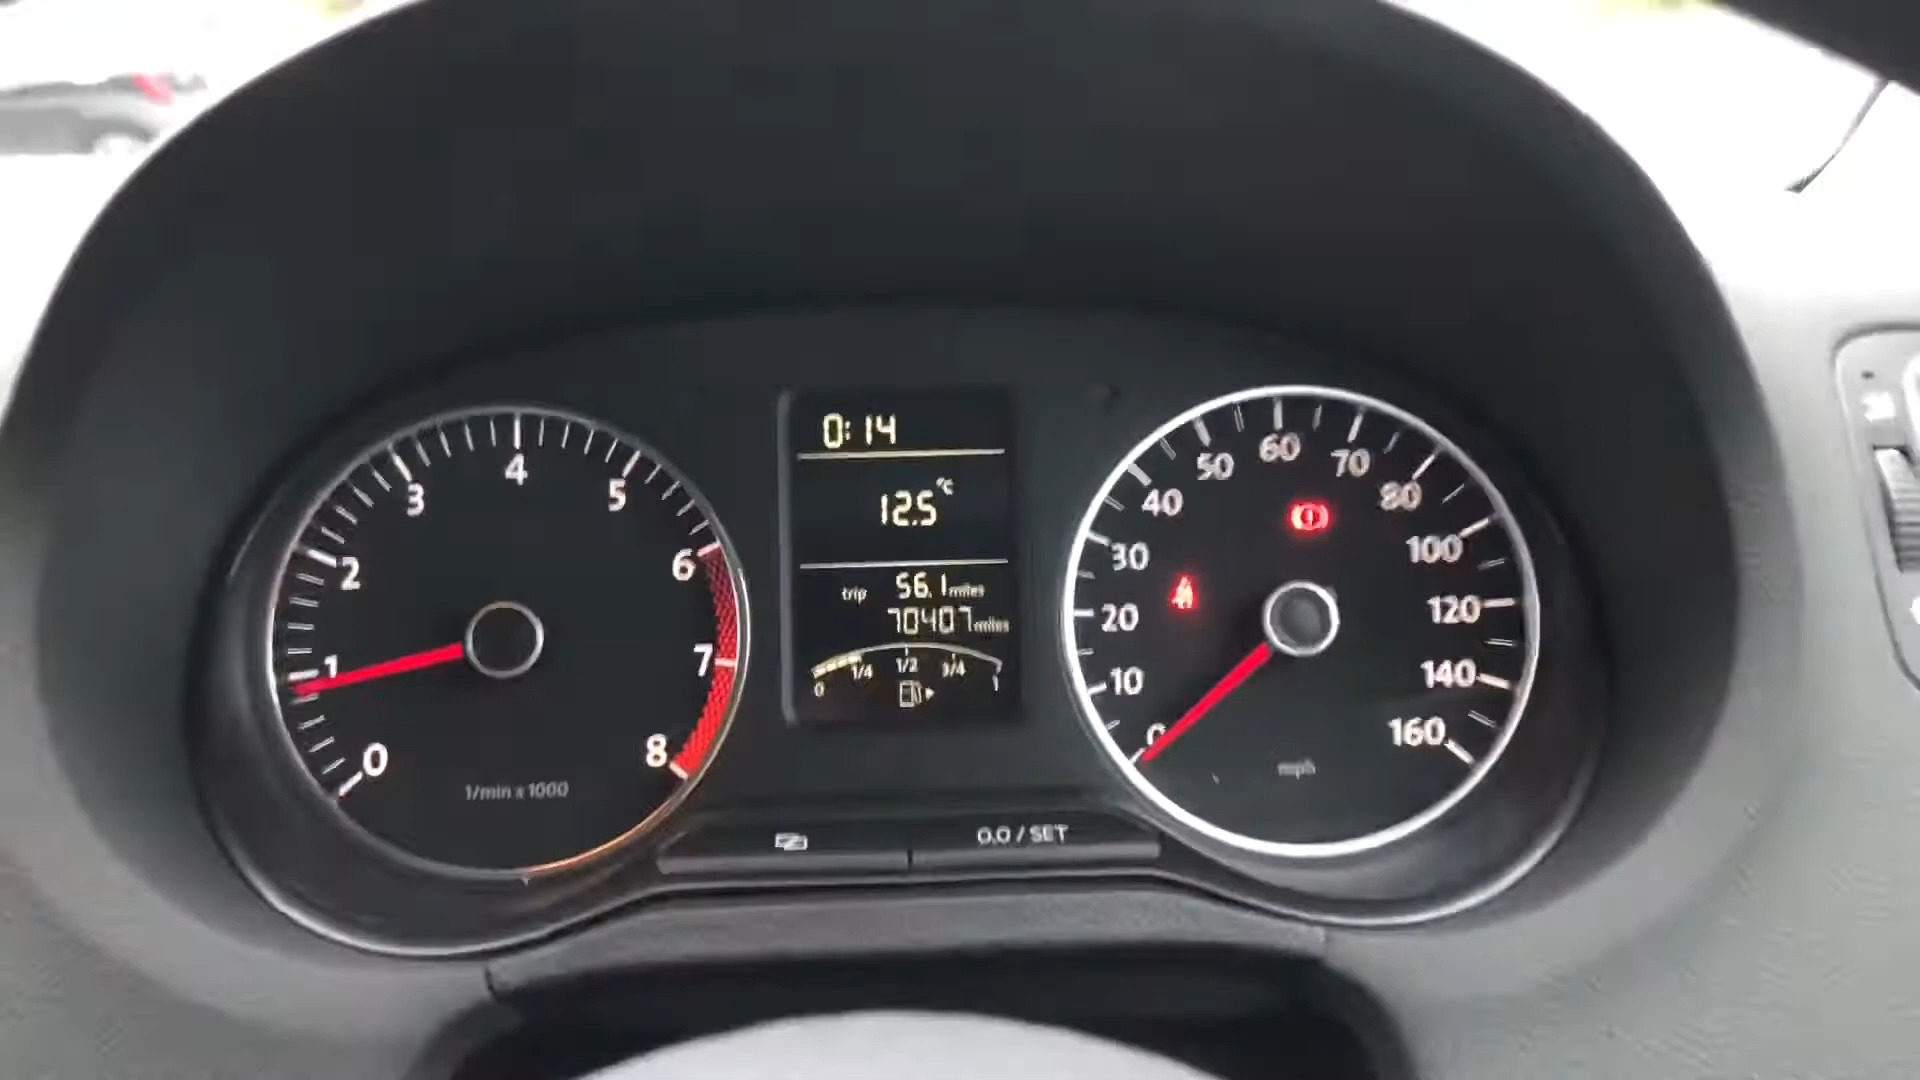 0:14
12.5 °C
trip 56.1 miles
70407 miles
0 1/4 1/2 3/4 1
0 1 2 3 4 5 6 7 8
1/min x 1000
0 10 20 30 40 50 60 70 80 100 120 140 160
mph
0.0 / SET